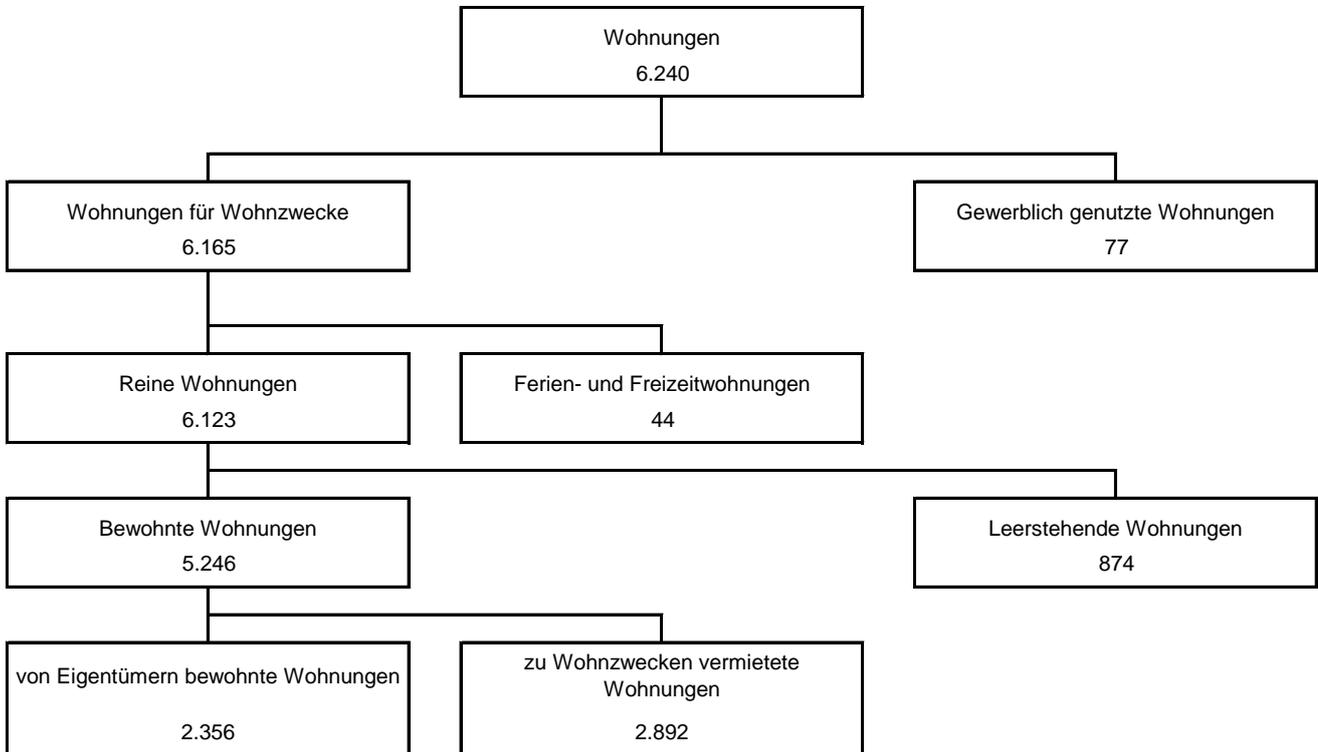 Wohnungen
6.240
Wohnungen für Wohnzwecke
6.165
Gewerblich genutzte Wohnungen
77
Reine Wohnungen
6.123
Ferien- und Freizeitwohnungen
44
Bewohnte Wohnungen
5.246
Leerstehende Wohnungen
874
von Eigentümern bewohnte Wohnungen
2.356
zu Wohnzwecken vermietete
Wohnungen
2.892